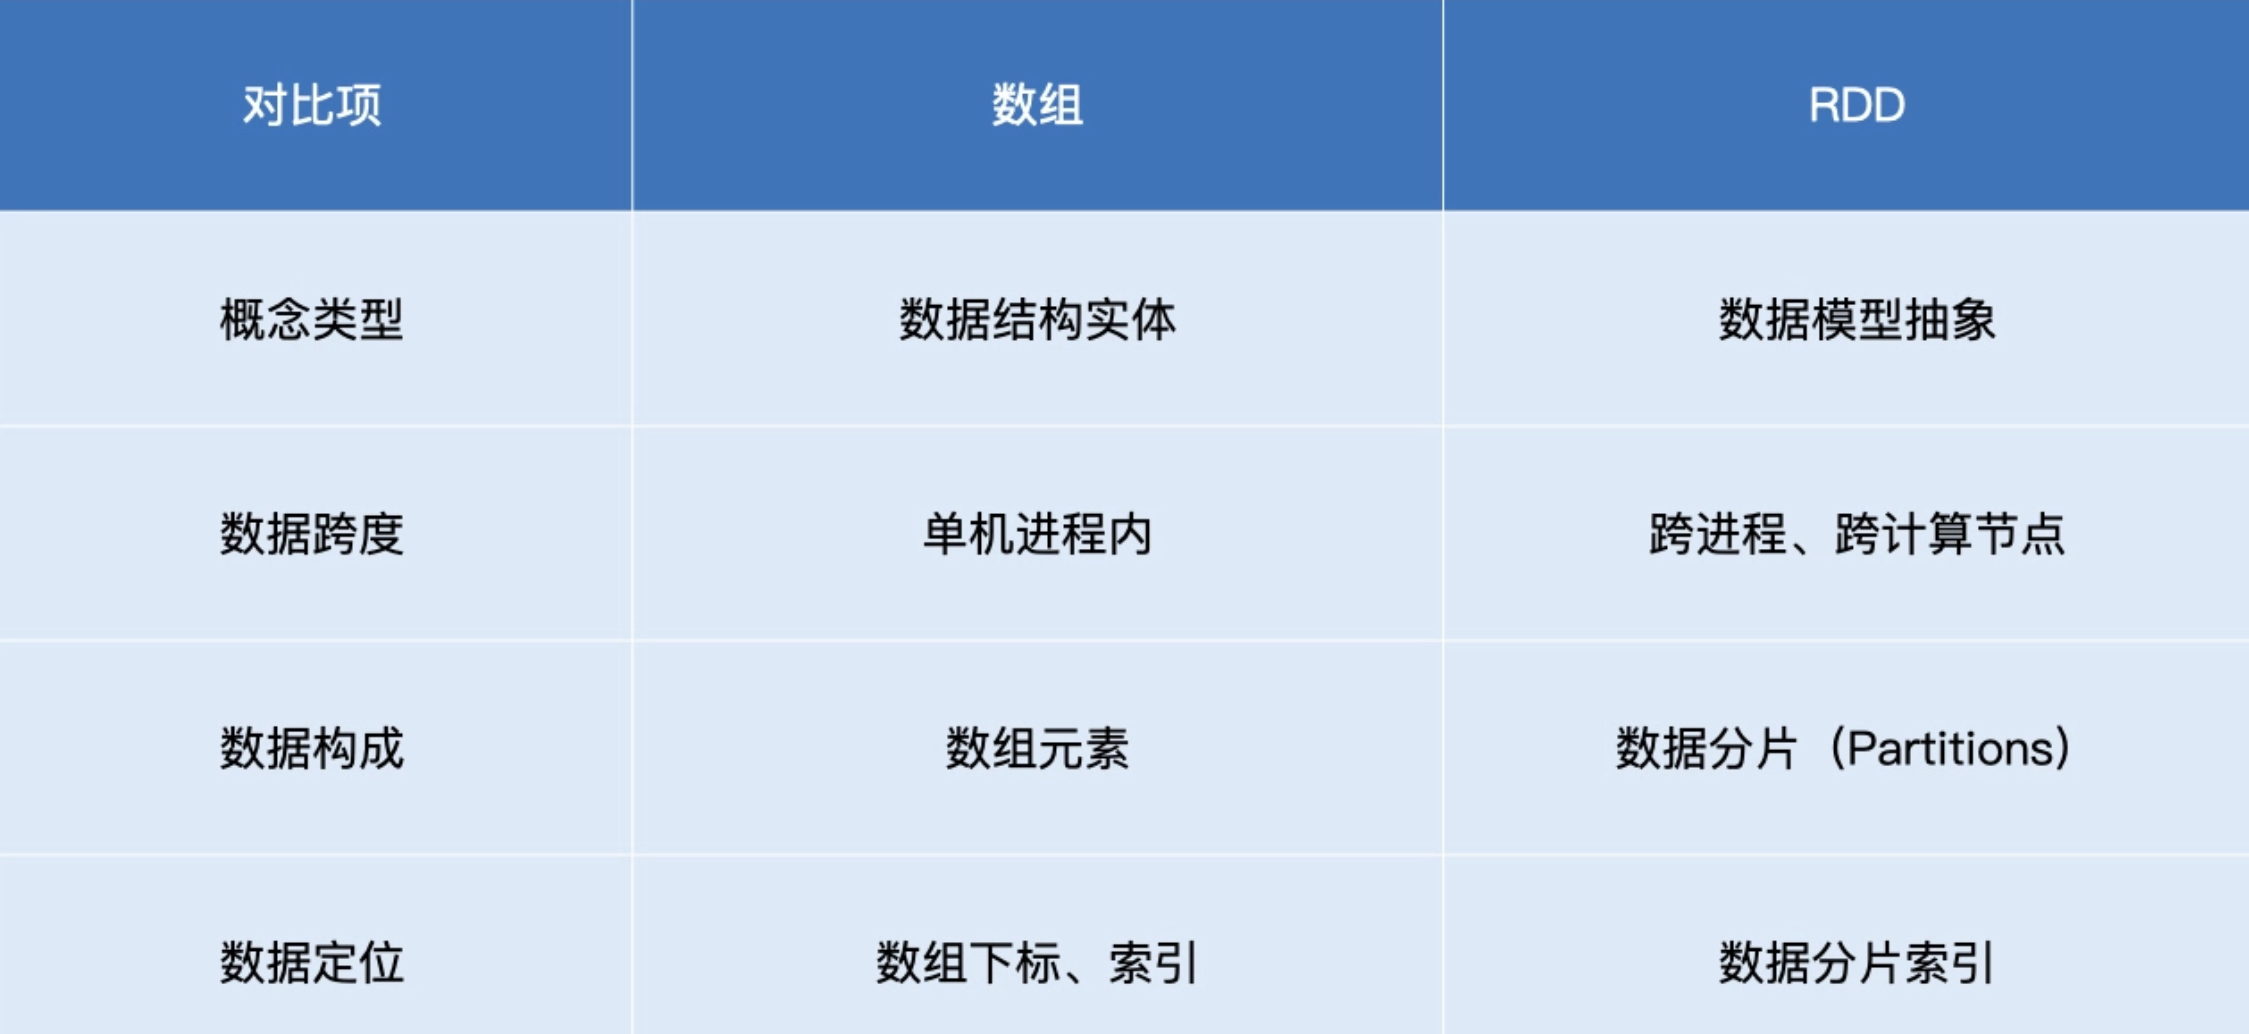 对比项 数组 RDD
概念类型 数据结构实体 数据模型抽象
数据跨度 单机进程内 跨进程、跨计算节点
数据构成 数组元素 数据分片（Partitions）
数据定位 数组下标、索引 数据分片索引